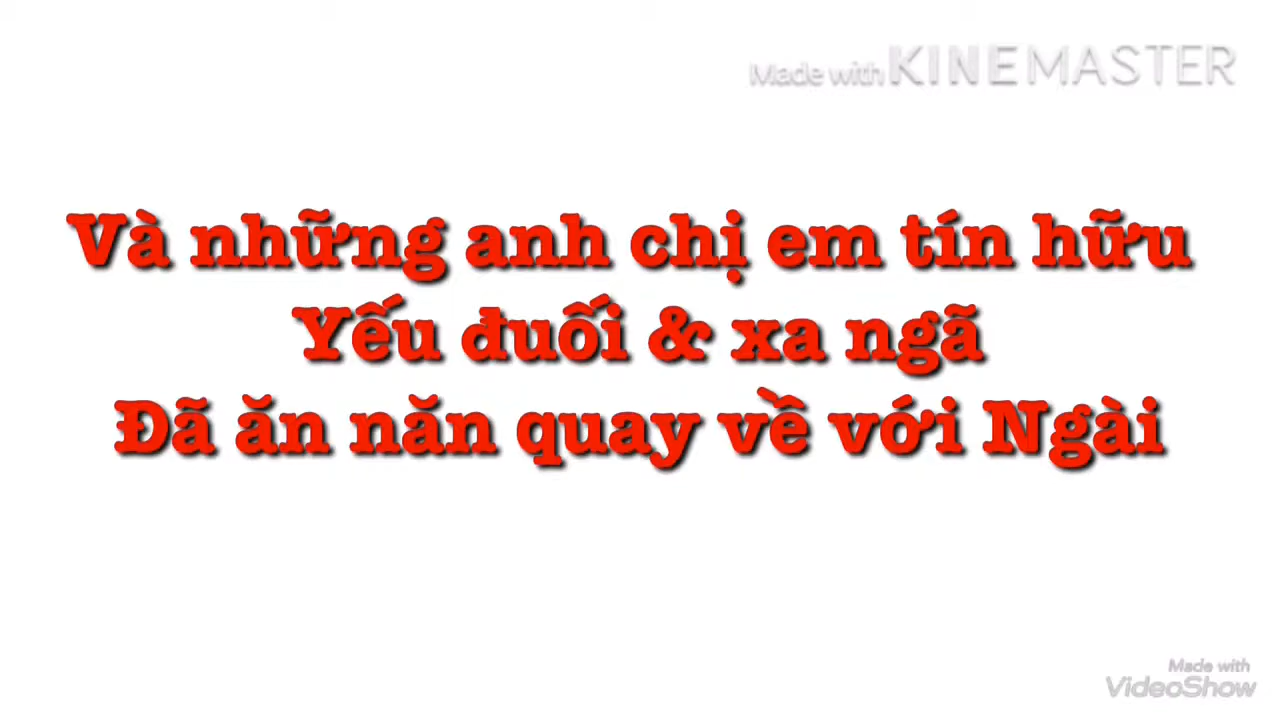 Made with KINEMASTER
Và những anh chị em tín hữu
Yếu đuối & xa ngã
Đã ăn năn quay về với Ngài
Made with
VideoShow